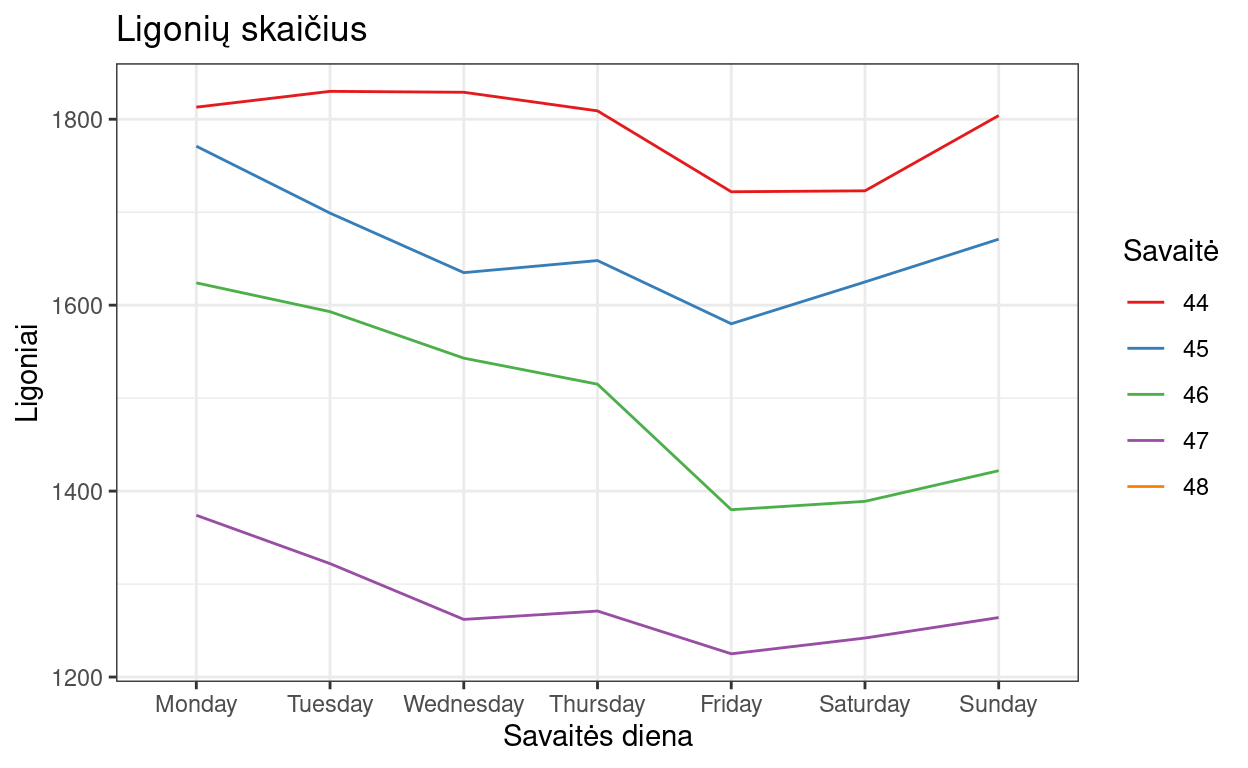 Ligonių skaičius
Ligoniai
1800
1600
1400
1200
Monday Tuesday Wednesday Thursday Friday Saturday Sunday
Savaitės diena
Savaitė
44
45
46
47
48